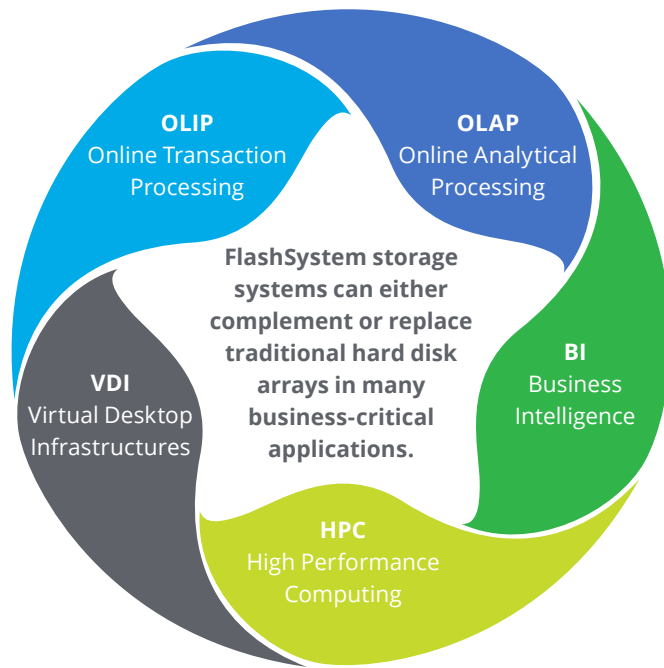 OLIP
Online Transaction
Processing
OLAP
Online Analytical
Processing
FlashSystem storage
systems can either
complement or replace
traditional hard disk
arrays in many
business-critical
applications.
BI
Business
Intelligence
VDI
Virtual Desktop
Infrastructures
HPC
High Performance
Computing